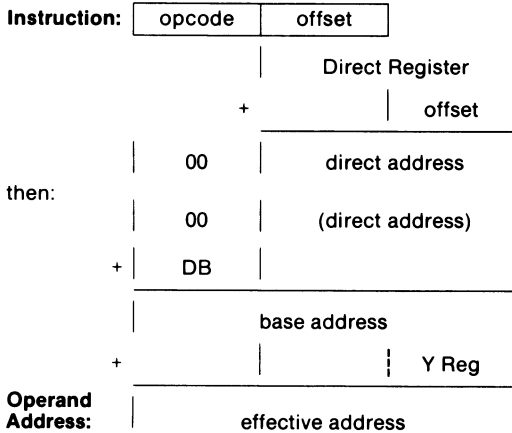 Instruction: opcode offset
Direct Register
+ offset
00 direct address
then:
00 (direct address)
+ DB
base address
+ Y Reg
Operand
Address: effective address